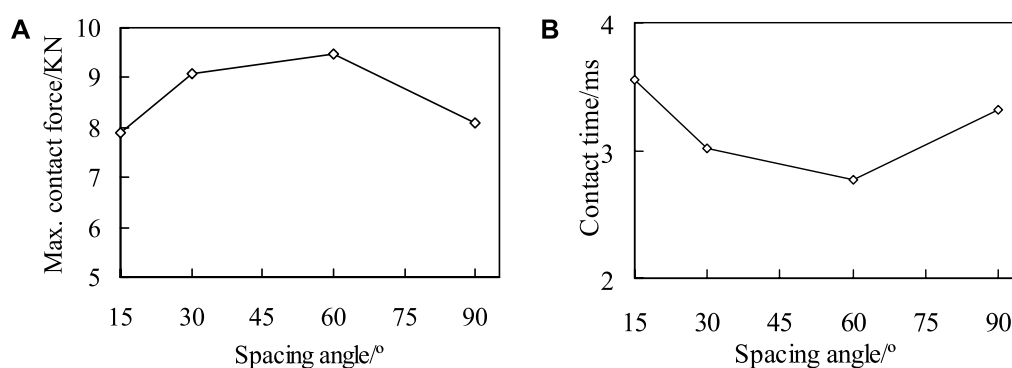 A
Max. contact force/KN
10
9
8
7
6
5
15 30 45 60 75 90
Spacing angle/º
B
Contact time/ms
4
3
2
15 30 45 60 75 90
Spacing angle/º